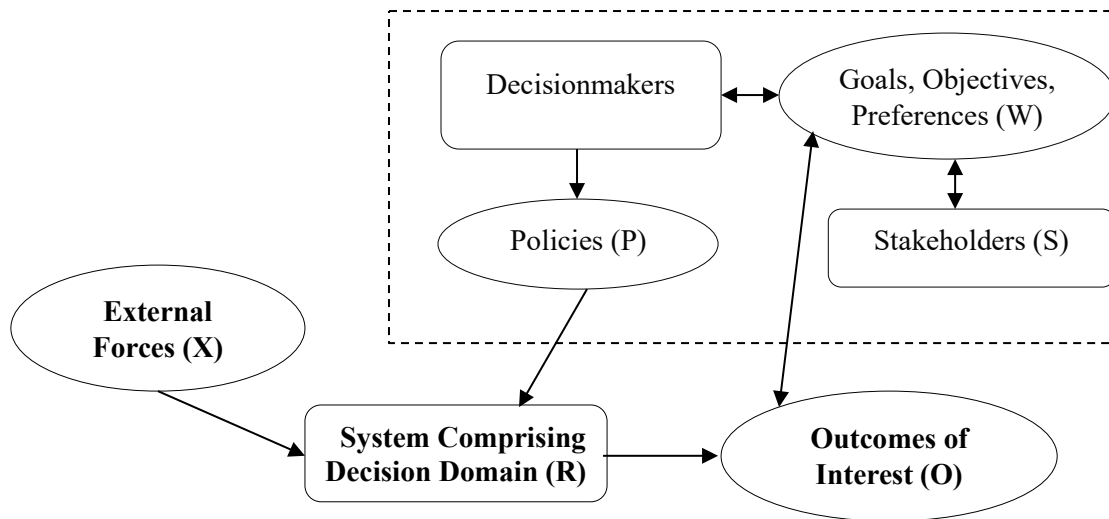 Decisionmakers
Goals, Objectives,
Preferences (W)
Policies (P)
Stakeholders (S)
External
Forces (X)
System Comprising
Decision Domain (R)
Outcomes of
Interest (O)